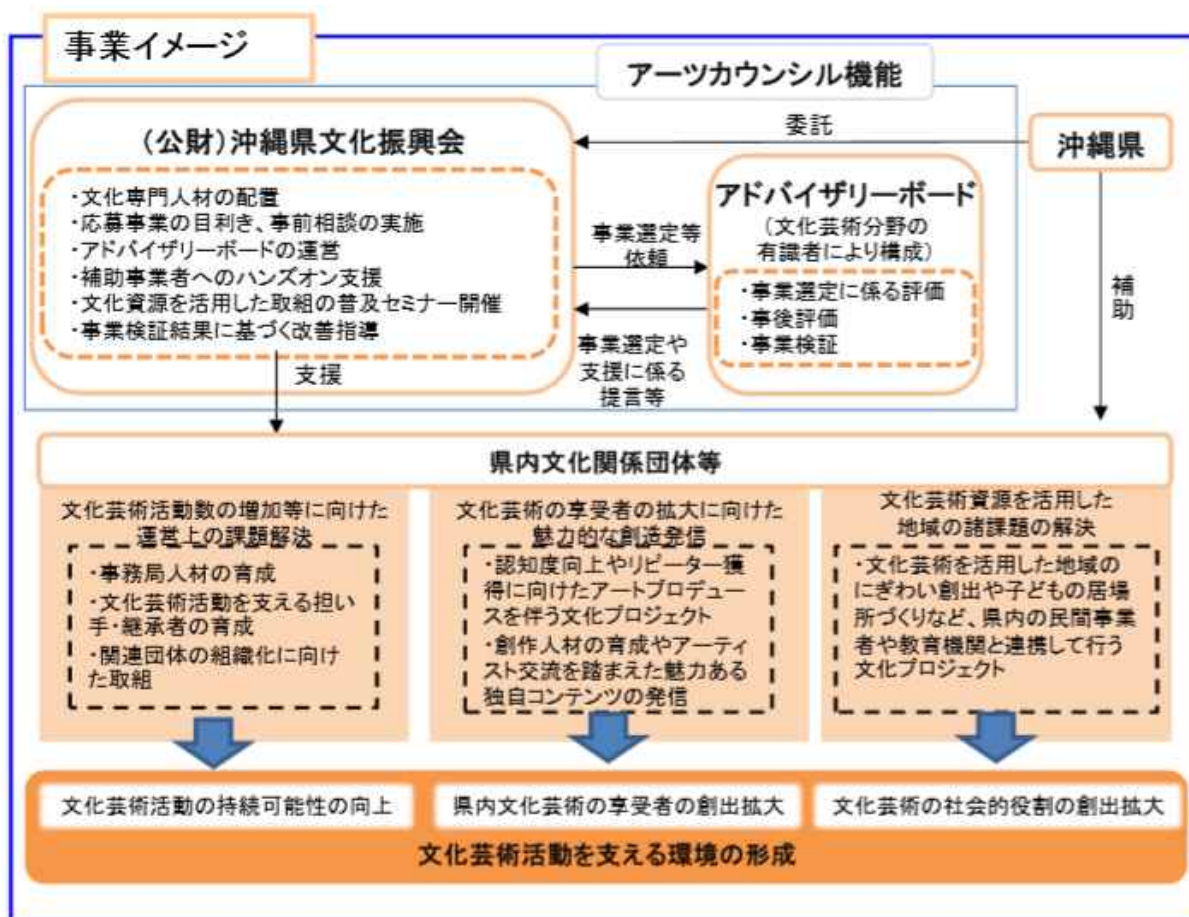 事業イメージ
アーツカウンシル機能
(公財)沖縄県文化振興会
・文化専門人材の配置
・応募事業の目利き、事前相談の実施
・アドバイザリーボードの運営
・補助事業者へのハンズオン支援
・文化資源を活用した取組の普及セミナー開催
・事業検証結果に基づく改善指導
委託
沖縄県
事業選定等
依頼
事業選定や
支援に係る
提言等
アドバイザリーボード
(文化芸術分野の
有識者により構成)
・事業選定に係る評価
・事後評価
・事業検証
補助
支援
県内文化関係団体等
文化芸術活動数の増加等に向けた
運営上の課題解決
・事務局人材の育成
・文化芸術活動を支える担い
手・継承者の育成
・関連団体の組織化に向け
た取組
文化芸術の享受者の拡大に向けた
魅力的な創造発信
・認知度向上やリピーター獲
得に向けたアートプロデュー
スを伴う文化プロジェクト
・創作人材の育成やアーティ
スト交流を踏まえた魅力ある
独自コンテンツの発信
文化芸術資源を活用した
地域の諸課題の解決
・文化芸術を活用した地域の
にぎわい創出や子どもの居場
所づくりなど、県内の民間事業
者や教育機関と連携して行う
文化プロジェクト
文化芸術活動の持続可能性の向上
県内文化芸術の享受者の創出拡大
文化芸術の社会的役割の創出拡大
文化芸術活動を支える環境の形成